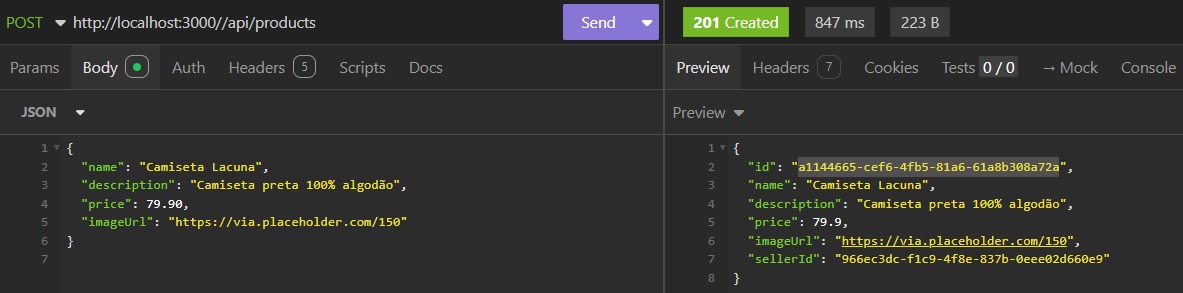 POST http://localhost:3000//api/products Send 201 Created 847 ms 223 B
Params Body Auth Headers 5 Scripts Docs Preview Headers 7 Cookies Tests 0 / 0 → Mock Console
JSON Preview
1 {
2 "name": "Camiseta Lacuna",
3 "description": "Camiseta preta 100% algodão",
4 "price": 79.90,
5 "imageUrl": "https://via.placeholder.com/150"
6 }
7
1 {
2 "id": "a1144665-cef6-4fb5-81a6-61a8b308a72a",
3 "name": "Camiseta Lacuna",
4 "description": "Camiseta preta 100% algodão",
5 "price": 79.9,
6 "imageUrl": "https://via.placeholder.com/150",
7 "sellerId": "966ec3dc-f1c9-4f8e-837b-0eee02d660e9"
8 }